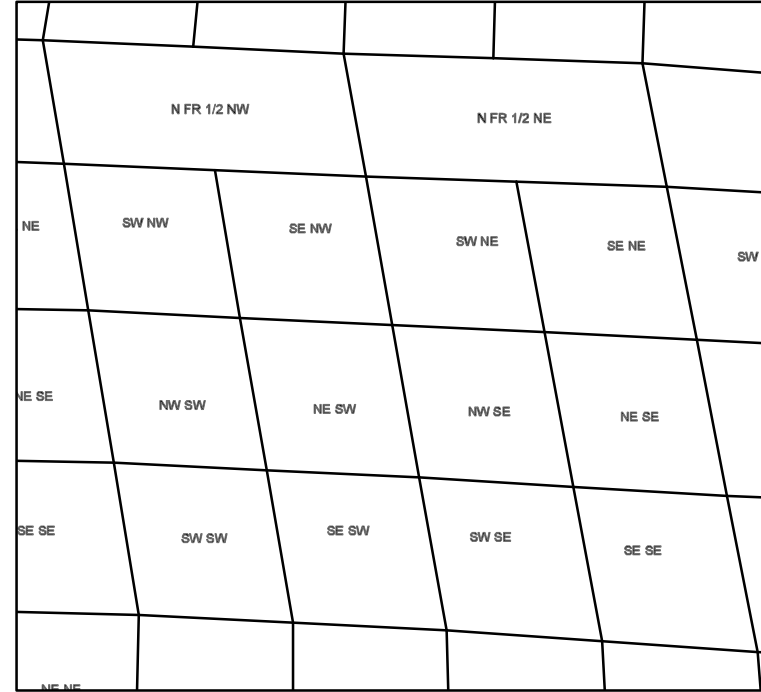 N FR 1/2 NW
N FR 1/2 NE
NE
SW NW
SE NW
SW NE
SE NE
SW
NE SE
NW SW
NE SW
NW SE
NE SE
SE SE
SW SW
SE SW
SW SE
SE SE
NE NE